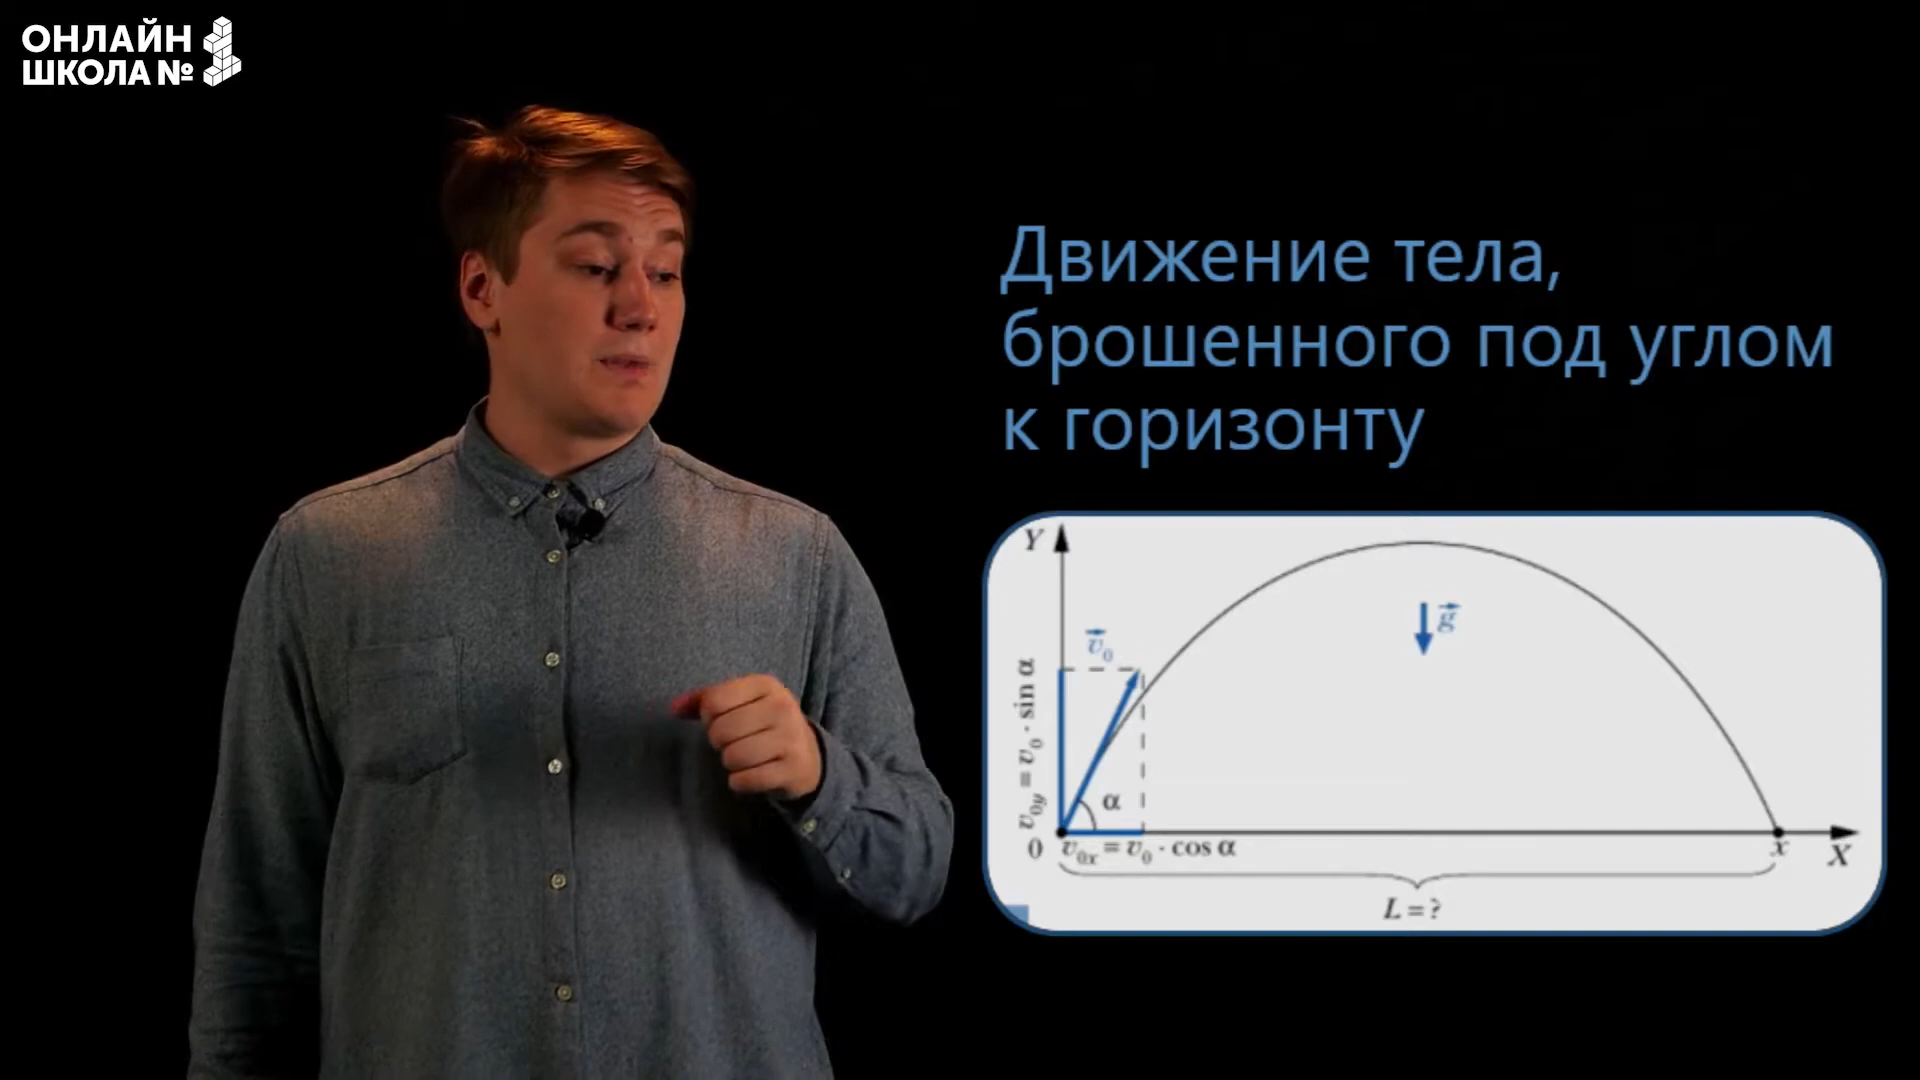 ОНЛАЙН
ШКОЛА №
Движение тела,
брошенного под углом
к горизонту
Y
v₀
g
v₀y = v₀ · sin α
α
0
v₀ₓ = v₀ · cos α
x
X
L = ?